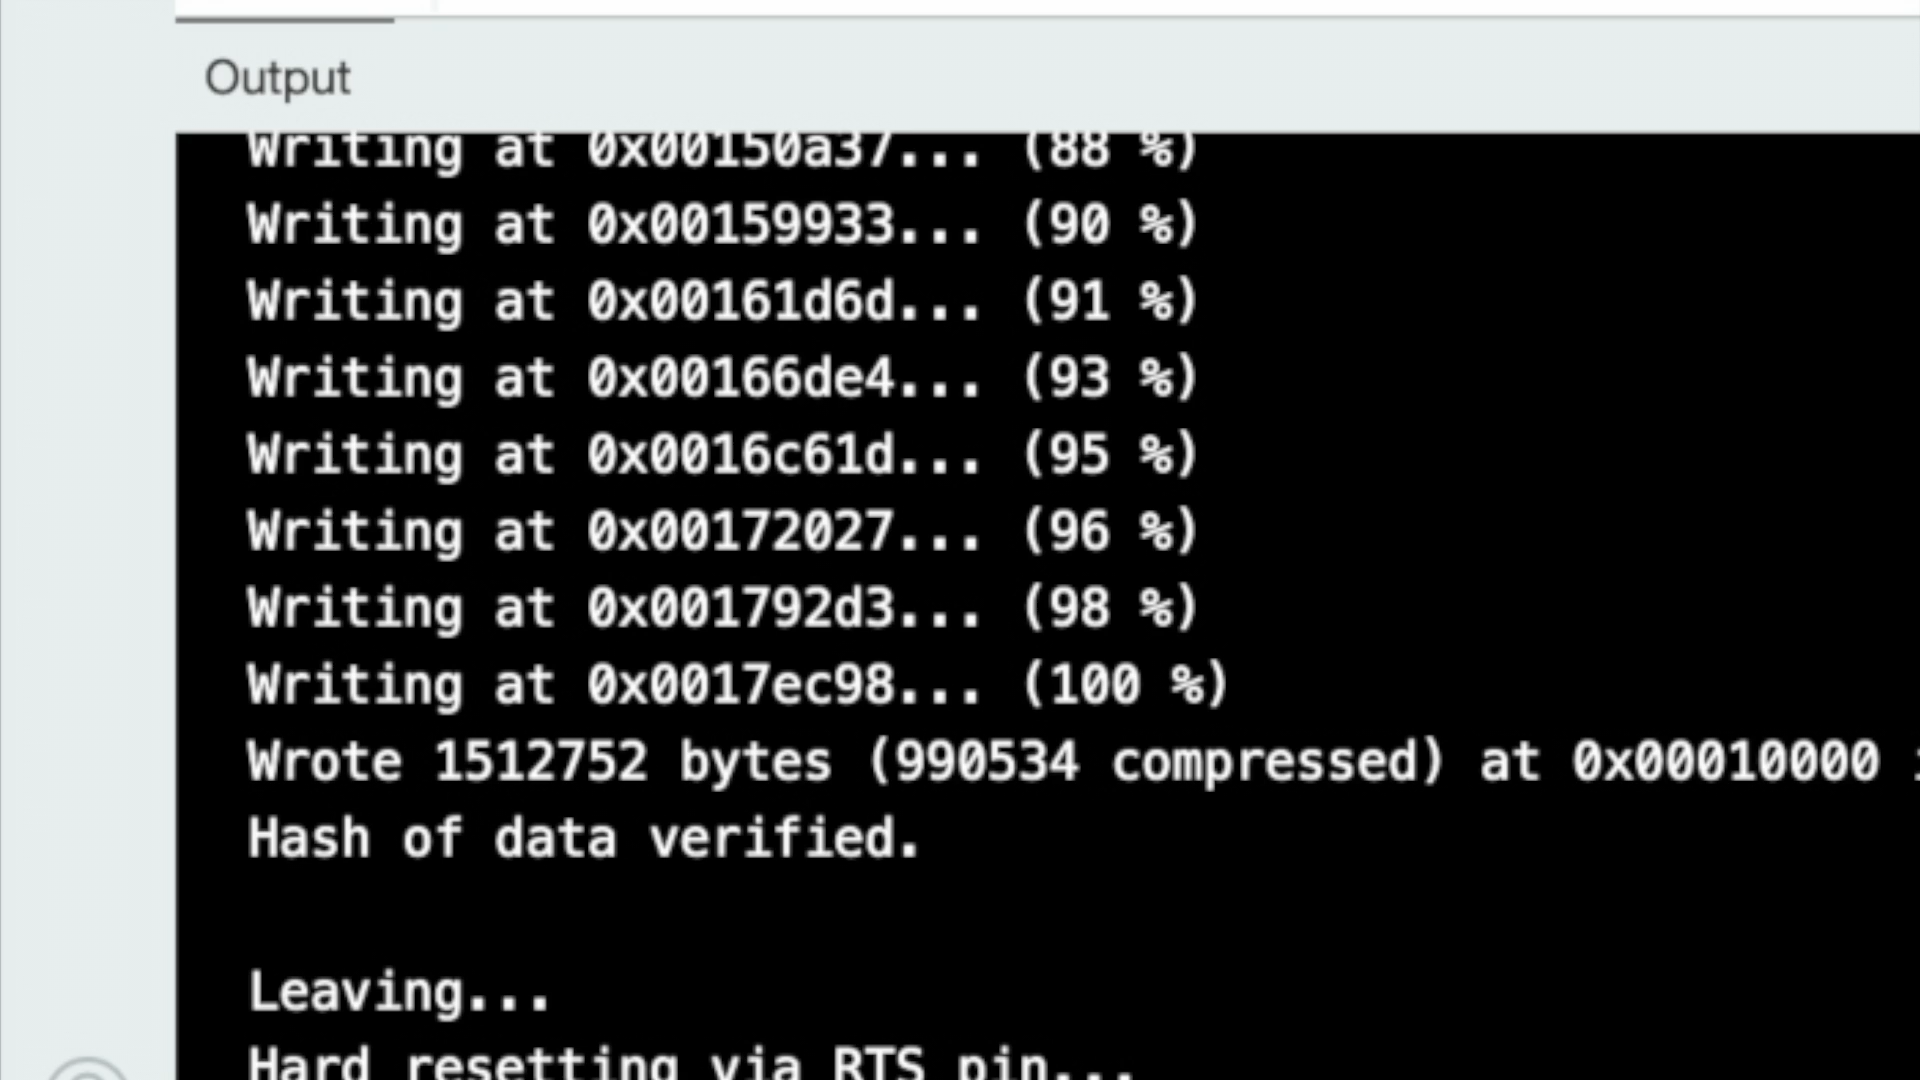 Output
Writing at 0x00150a37... (88 %)
Writing at 0x00159933... (90 %)
Writing at 0x00161d6d... (91 %)
Writing at 0x00166de4... (93 %)
Writing at 0x0016c61d... (95 %)
Writing at 0x00172027... (96 %)
Writing at 0x001792d3... (98 %)
Writing at 0x0017ec98... (100 %)
Wrote 1512752 bytes (990534 compressed) at 0x00010000
Hash of data verified.
Leaving...
Hard resetting via RTS pin...